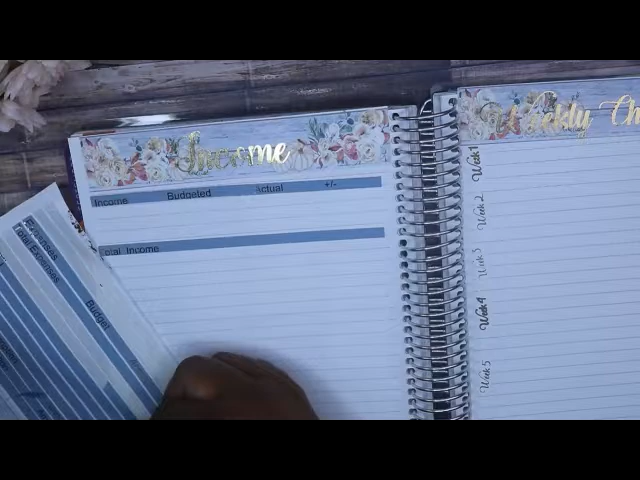 Income
Income Budgeted Actual +/-
Total Income
Weekly
Week 1
Week 2
Week 3
Week 4
Week 5
Expenses
Total Expenses
Budget